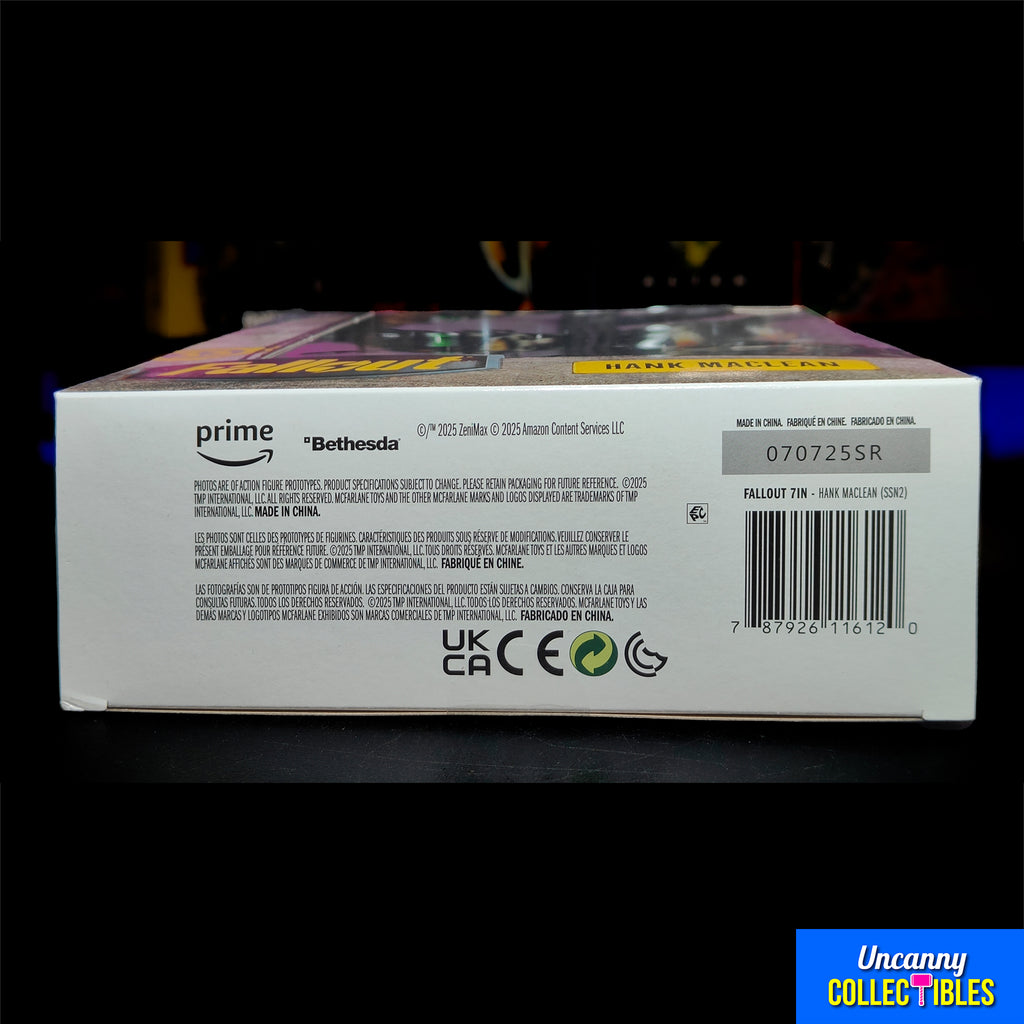 Fallout
HANK MACLEAN
prime
Bethesda
©/™ 2025 ZeniMax © 2025 Amazon Content Services LLC
MADE IN CHINA. FABRIQUÉ EN CHINE. FABRICADO EN CHINA.
070725SR
FALLOUT 7IN - HANK MACLEAN (SSN2)
7 87926 11612 0
PHOTOS ARE OF ACTION FIGURE PROTOTYPES. PRODUCT SPECIFICATIONS SUBJECT TO CHANGE. PLEASE RETAIN PACKAGING FOR FUTURE REFERENCE. ©2025
TMP INTERNATIONAL, LLC. ALL RIGHTS RESERVED. MCFARLANE TOYS AND THE OTHER MCFARLANE MARKS AND LOGOS DISPLAYED ARE TRADEMARKS OF TMP
INTERNATIONAL, LLC. MADE IN CHINA.
LES PHOTOS SONT CELLES DES PROTOTYPES DE FIGURINES. CARACTÉRISTIQUES DES PRODUITS SOUS RÉSERVE DE MODIFICATIONS. VEUILLEZ CONSERVER LE
PRÉSENT EMBALLAGE POUR RÉFÉRENCE FUTURE. ©2025 TMP INTERNATIONAL, LLC. TOUS DROITS RÉSERVÉS. MCFARLANE TOYS ET LES AUTRES MARQUES ET LOGOS
MCFARLANE AFFICHÉS SONT DES MARQUES DE COMMERCE DE TMP INTERNATIONAL, LLC. FABRIQUÉ EN CHINE.
LAS FOTOGRAFÍAS SON DE PROTOTIPOS FIGURA DE ACCIÓN. LAS ESPECIFICACIONES DEL PRODUCTO ESTÁN SUJETAS A CAMBIOS. CONSERVA LA CAJA PARA
CONSULTAS FUTURAS. TODOS LOS DERECHOS RESERVADOS. ©2025 TMP INTERNATIONAL, LLC. TODOS LOS DERECHOS RESERVADOS. MCFARLANE TOYS Y LAS
DEMÁS MARCAS Y LOGOTIPOS MCFARLANE EXHIBIDOS SON MARCAS COMERCIALES DE TMP INTERNATIONAL, LLC. FABRICADO EN CHINA.
UK
CA CE
Uncanny
COLLECTIBLES